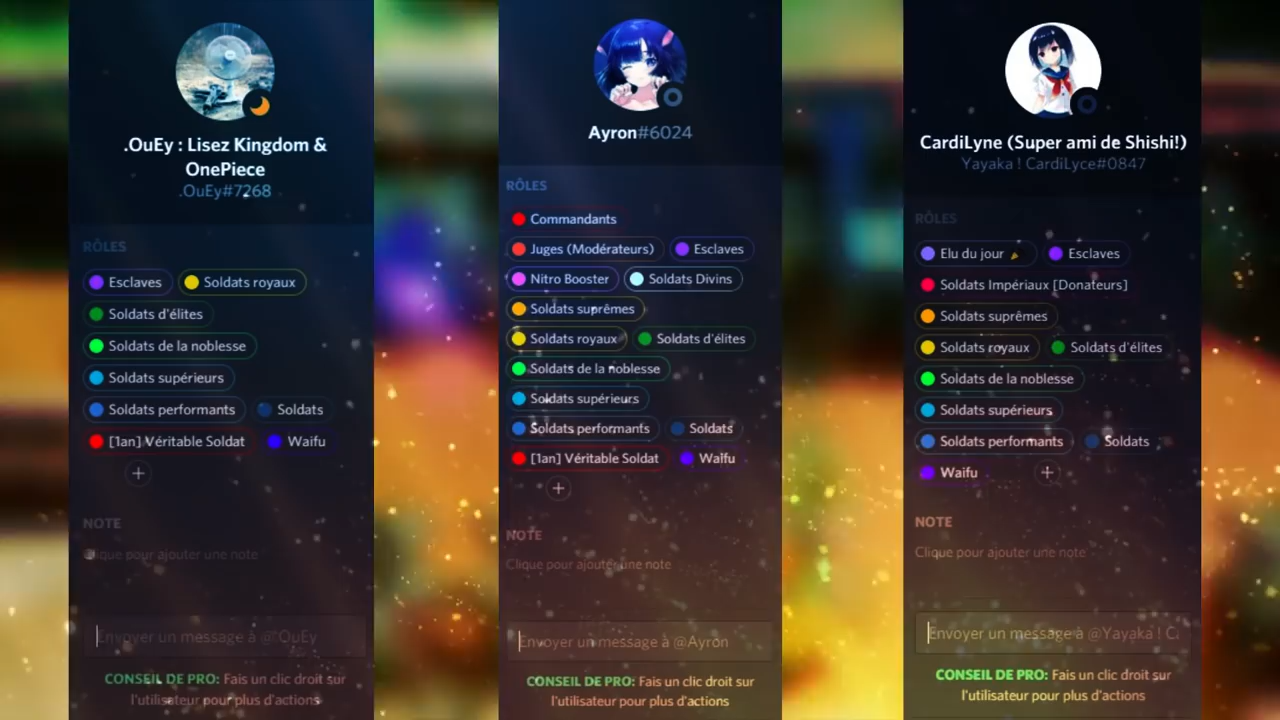 .OuEy : Lisez Kingdom &
OnePiece
.OuEy#7268
RÔLES
Esclaves
Soldats royaux
Soldats d'élites
Soldats de la noblesse
Soldats supérieurs
Soldats performants
Soldats
[1an] Véritable Soldat
Waifu
+
NOTE
Clique pour ajouter une note
Envoyer un message à @.OuEy
CONSEIL DE PRO: Fais un clic droit sur
l'utilisateur pour plus d'actions
Ayron#6024
RÔLES
Commandants
Juges (Modérateurs)
Esclaves
Nitro Booster
Soldats Divins
Soldats suprêmes
Soldats royaux
Soldats d'élites
Soldats de la noblesse
Soldats supérieurs
Soldats performants
Soldats
[1an] Véritable Soldat
Waifu
+
NOTE
Clique pour ajouter une note
Envoyer un message à @Ayron
CONSEIL DE PRO: Fais un clic droit sur
l'utilisateur pour plus d'actions
CardiLyne (Super ami de Shishi!)
Yayaka ! CardiLyce#0847
RÔLES
Elu du jour
Esclaves
Soldats Impériaux [Donateurs]
Soldats suprêmes
Soldats royaux
Soldats d'élites
Soldats de la noblesse
Soldats supérieurs
Soldats performants
Soldats
Waifu
+
NOTE
Clique pour ajouter une note
Envoyer un message à @Yayaka ! Ca
CONSEIL DE PRO: Fais un clic droit sur
l'utilisateur pour plus d'actions